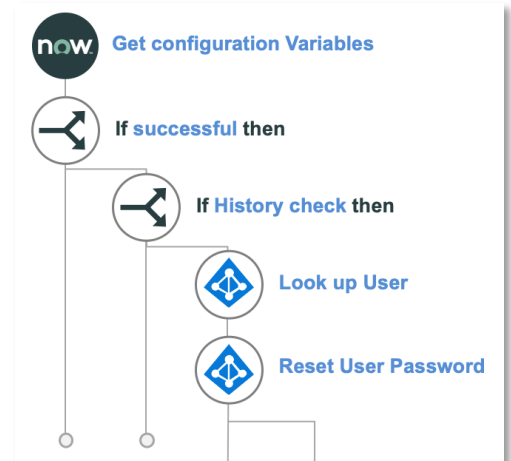 now
Get configuration Variables
If successful then
If History check then
Look up User
Reset User Password